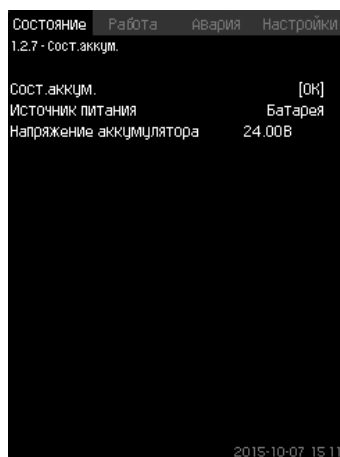 Состояние Работа Авария Настройки
1.2.7 - Сост.аккум.
Сост.аккум. [ОК]
Источник питания Батарея
Напряжение аккумулятора 24.00В
2015-10-07 15:11